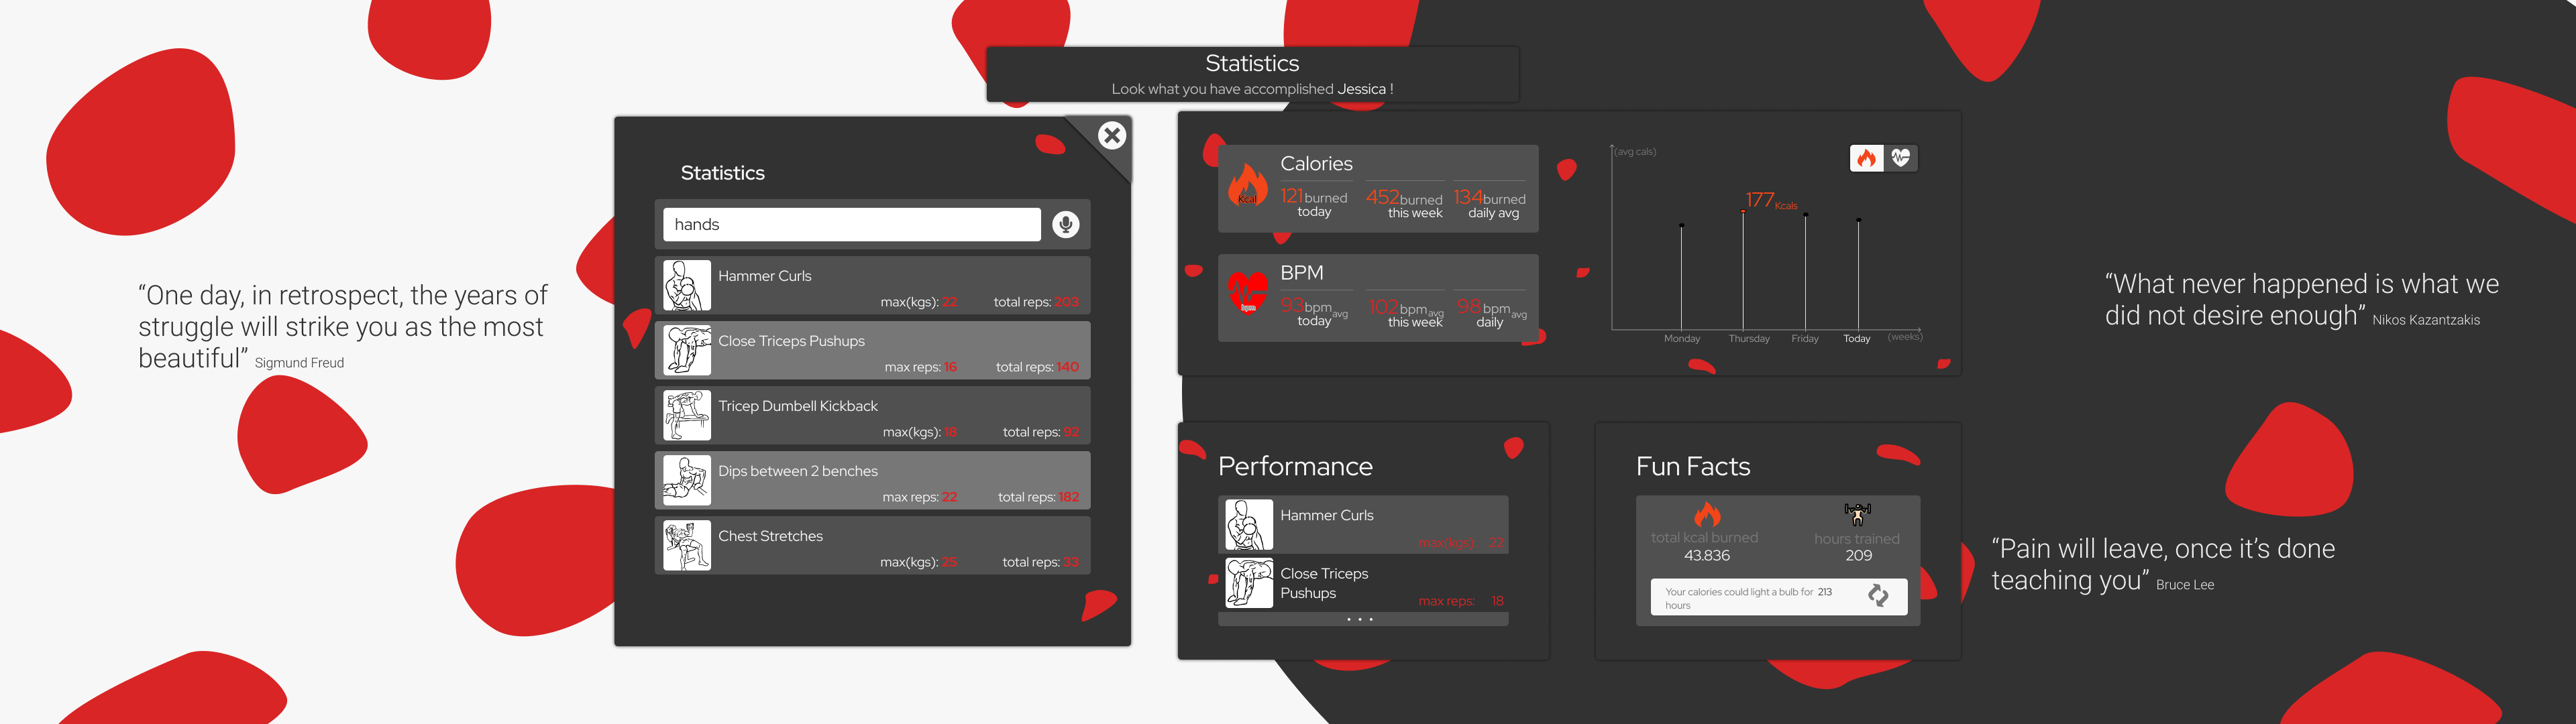 Statistics
Look what you have accomplished Jessica !
“One day, in retrospect, the years of
struggle will strike you as the most
beautiful” Sigmund Freud
Statistics
hands
Hammer Curls
max(kgs): 22 total reps: 203
Close Triceps Pushups
max reps: 16 total reps: 140
Tricep Dumbell Kickback
max(kgs): 18 total reps: 92
Dips between 2 benches
max reps: 22 total reps: 182
Chest Stretches
max(kgs): 25 total reps: 33
Calories
Kcal
121 burned 452 burned 134 burned
today this week daily avg
BPM
bpm
93 bpm avg 102 bpm avg 98 bpm avg
today this week daily
(avg cals)
177 Kcals
Monday Thursday Friday Today (weeks)
Performance
Hammer Curls
max(kgs) 22
Close Triceps
Pushups
max reps: 18
...
Fun Facts
total kcal burned hours trained
43.836 209
Your calories could light a bulb for 213
hours
“What never happened is what we
did not desire enough” Nikos Kazantzakis
“Pain will leave, once it’s done
teaching you” Bruce Lee